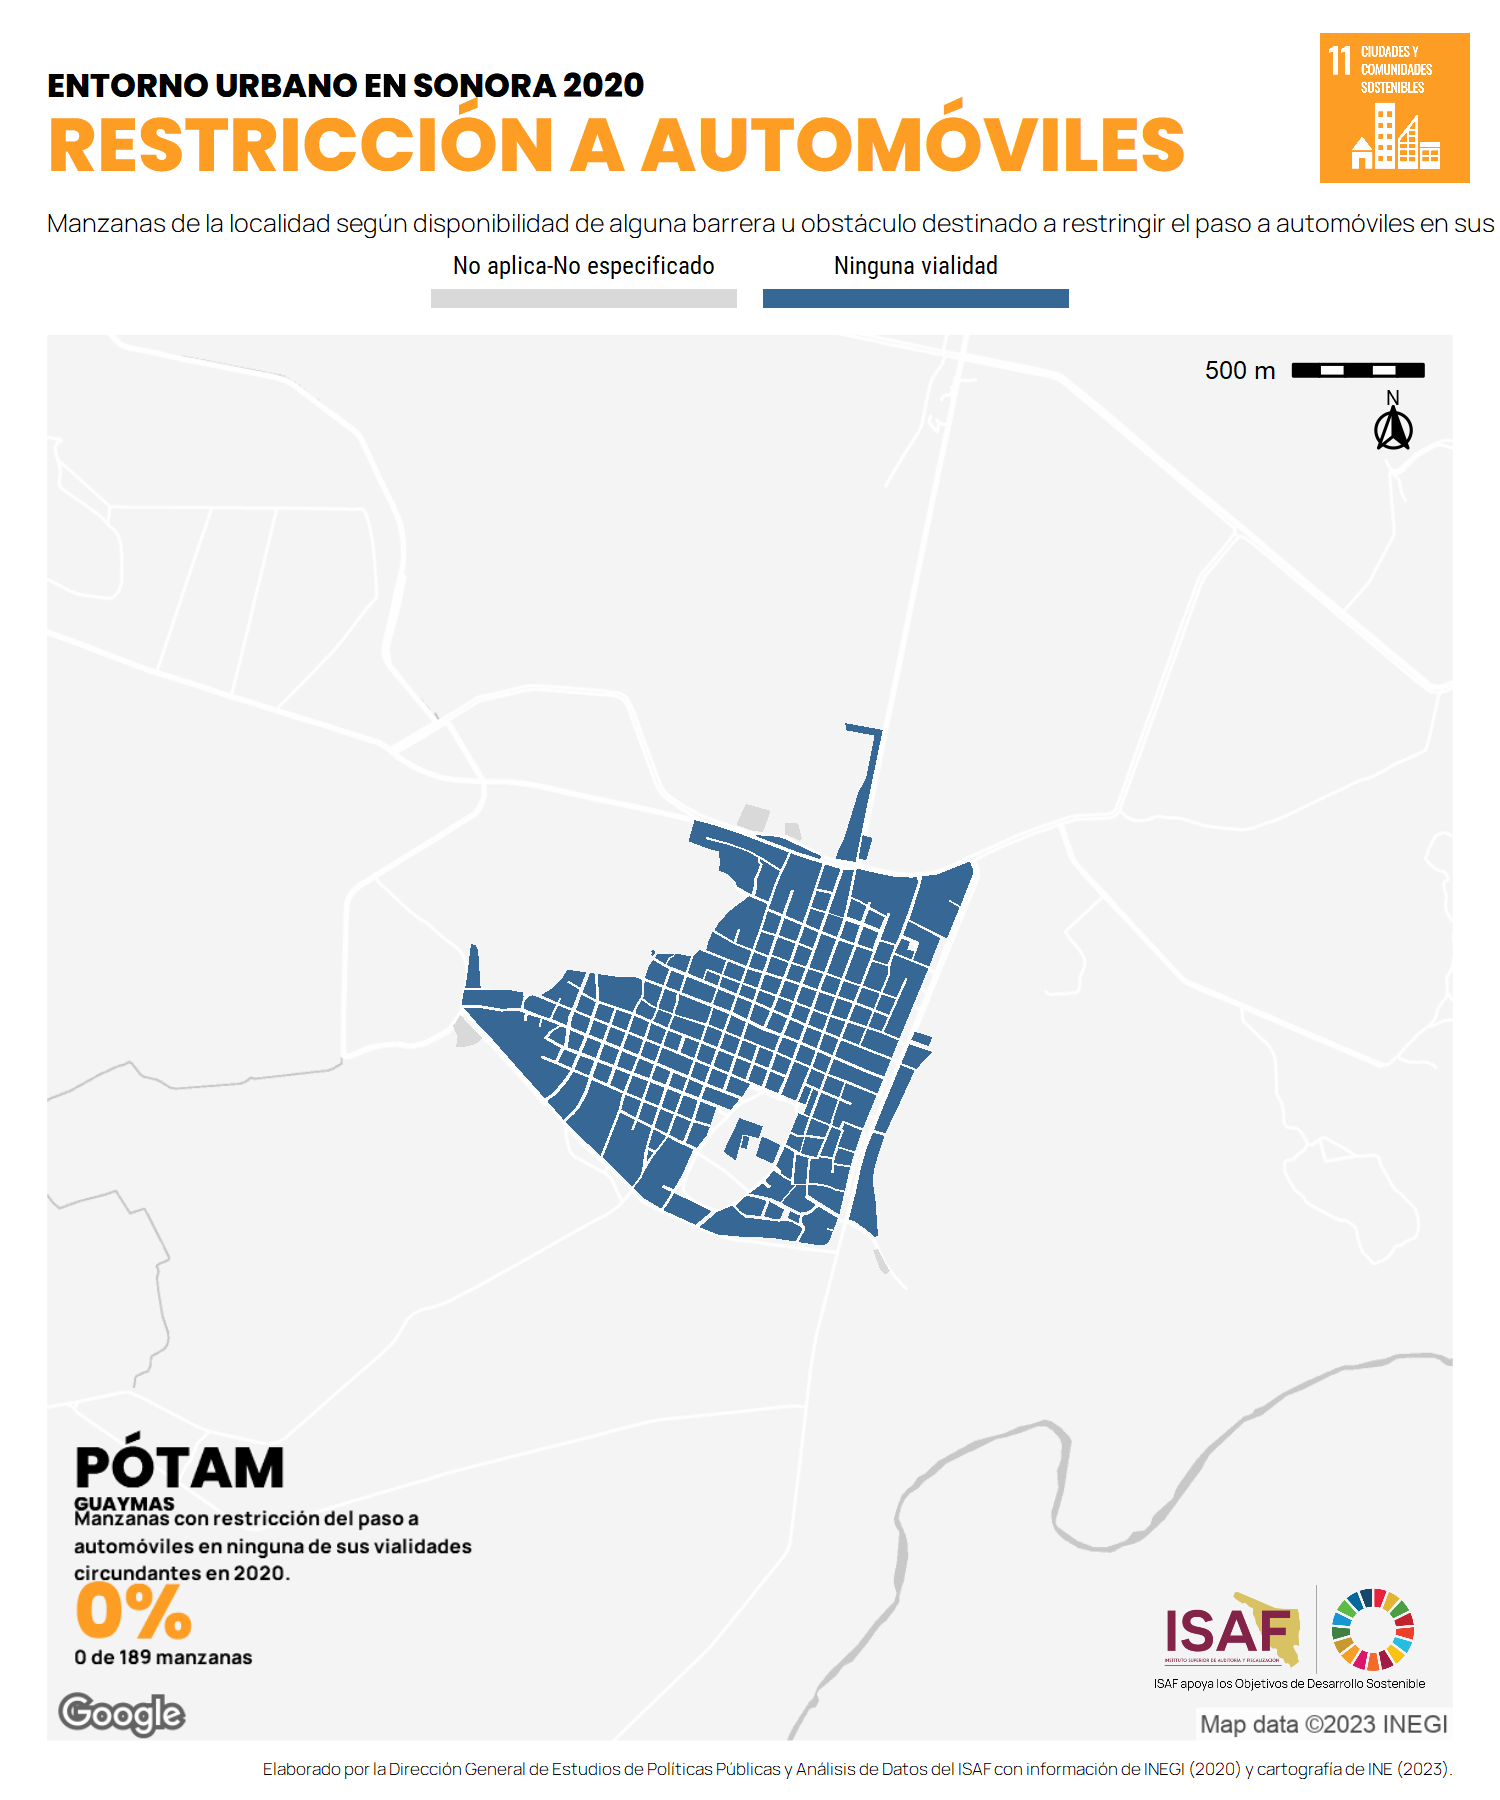 ENTORNO URBANO EN SONORA 2020
RESTRICCIÓN A AUTOMÓVILES
11 CIUDADES Y
COMUNIDADES
SOSTENIBLES
Manzanas de la localidad según disponibilidad de alguna barrera u obstáculo destinado a restringir el paso a automóviles en sus
No aplica-No especificado
Ninguna vialidad
500 m
N
PÓTAM
GUAYMAS
Manzanas con restricción del paso a
automóviles en ninguna de sus vialidades
circundantes en 2020.
0%
0 de 189 manzanas
ISAF
INSTITUTO SUPERIOR DE AUDITORÍA Y FISCALIZACIÓN
ISAF apoya los Objetivos de Desarrollo Sostenible
Google
Map data ©2023 INEGI
Elaborado por la Dirección General de Estudios de Políticas Públicas y Análisis de Datos del ISAF con información de INEGI (2020) y cartografía de INE (2023).